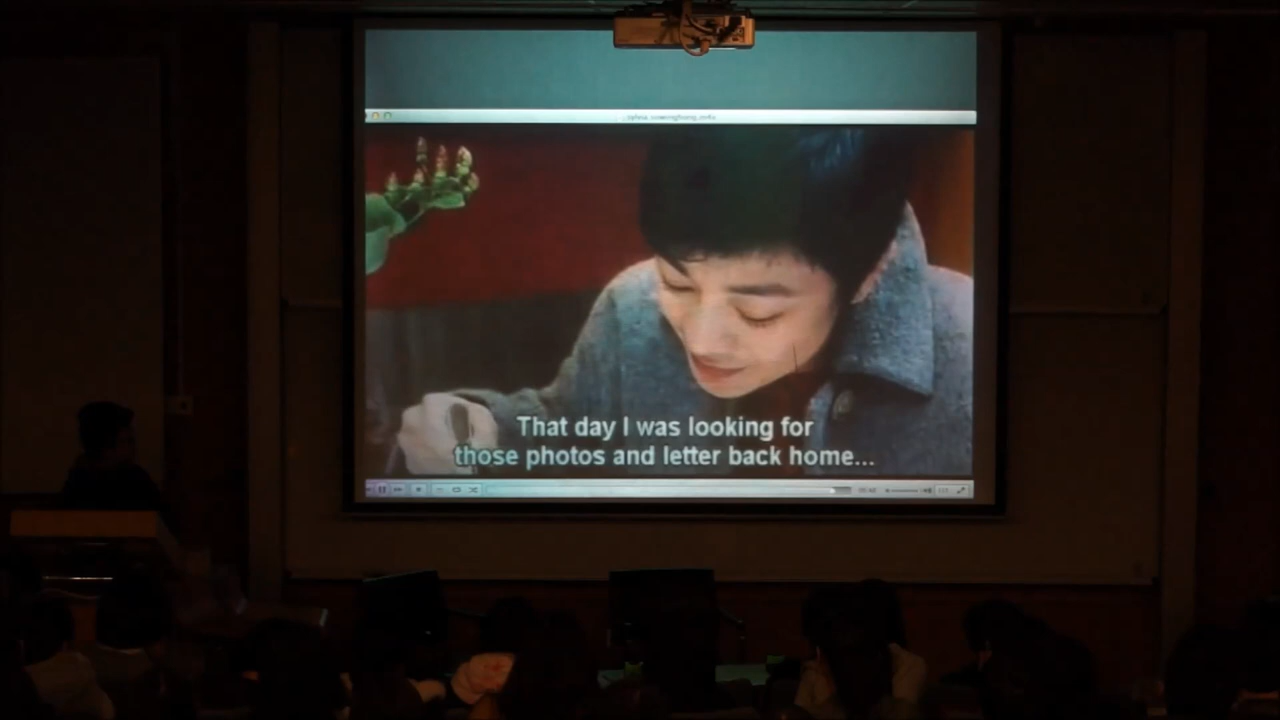 That day I was looking for
those photos and letter back home...